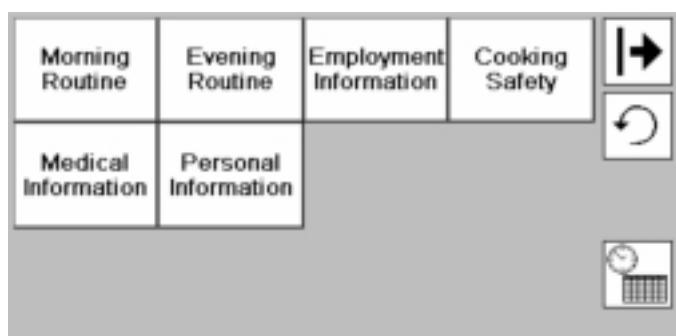 Morning
Routine
Evening
Routine
Employment
Information
Cooking
Safety
Medical
Information
Personal
Information